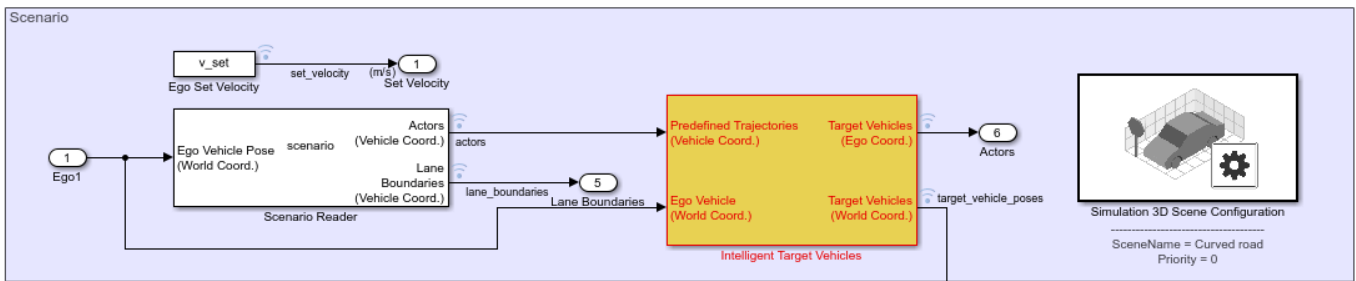 Scenario
v_set
Ego Set Velocity
set_velocity
(m/s)
1
Set Velocity
1
Ego1
Ego Vehicle Pose
(World Coord.)
scenario
Actors
(Vehicle Coord.)
Lane
Boundaries
(Vehicle Coord.)
Scenario Reader
actors
lane_boundaries
5
Lane Boundaries
Predefined Trajectories
(Vehicle Coord.)
Ego Vehicle
(World Coord.)
Target Vehicles
(Ego Coord.)
Target Vehicles
(World Coord.)
Intelligent Target Vehicles
6
Actors
target_vehicle_poses
Simulation 3D Scene Configuration
SceneName = Curved road
Priority = 0